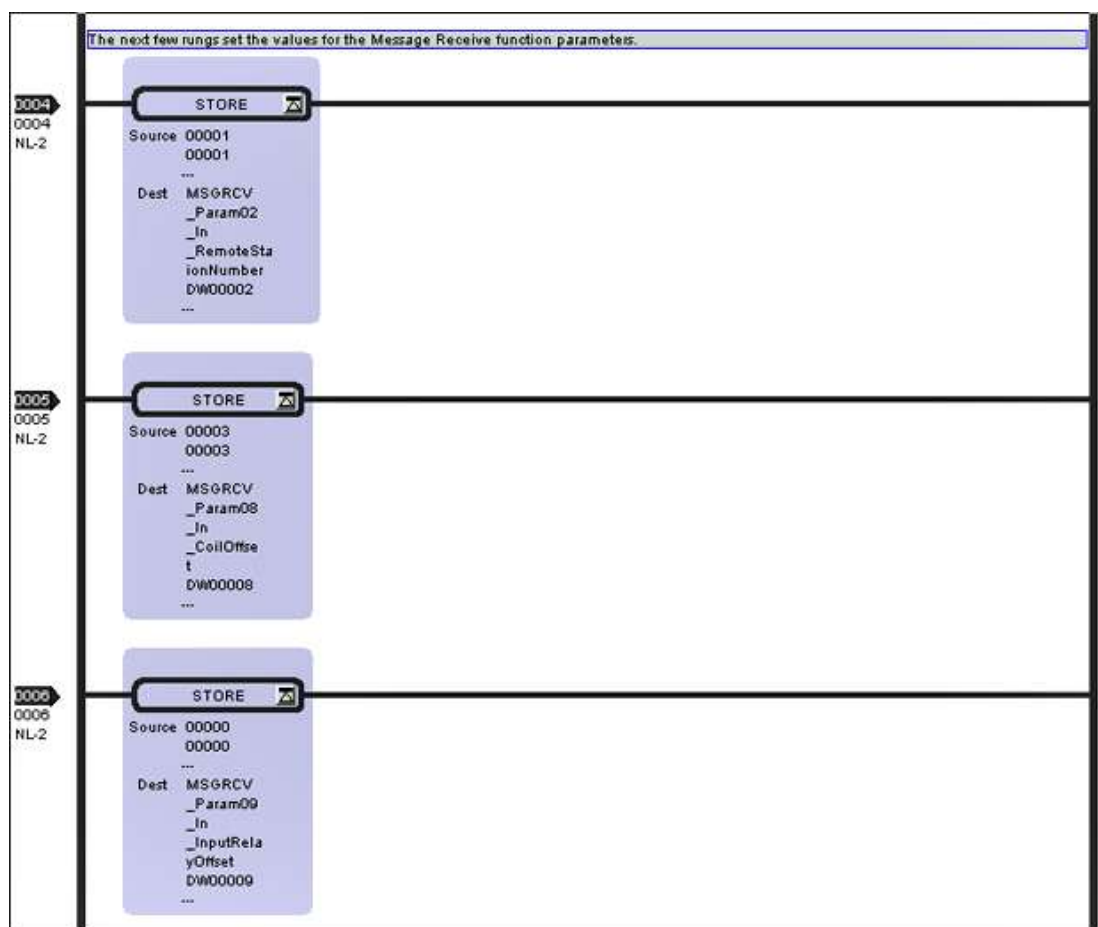 The next few rungs set the values for the Message Receive function parameters.
0004
0004
NL-2
STORE
Source 00001
00001
...
Dest MSGRCV
_Param02
_In
_RemoteSta
ionNumber
DW00002
...
0005
0005
NL-2
STORE
Source 00003
00003
...
Dest MSGRCV
_Param08
_In
_CoilOffse
t
DW00008
...
0006
0006
NL-2
STORE
Source 00000
00000
...
Dest MSGRCV
_Param09
_In
_InputRela
yOffset
DW00009
...